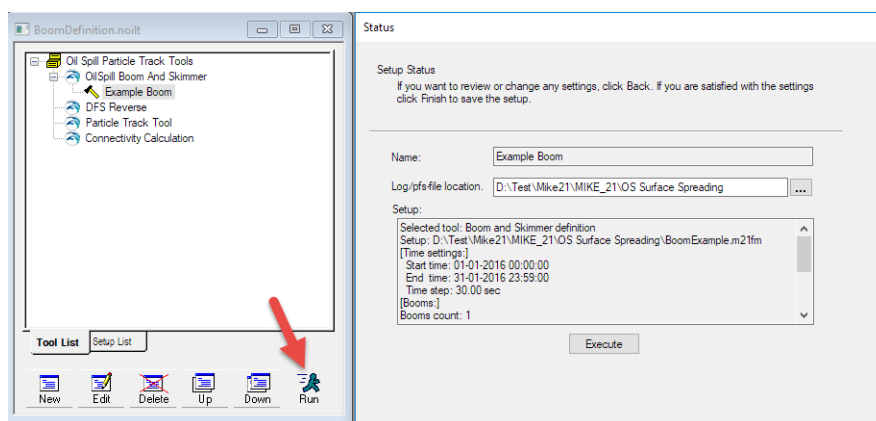 BoomDefinition.noilt
Oil Spill Particle Track Tools
OilSpill Boom And Skimmer
Example Boom
DFS Reverse
Particle Track Tool
Connectivity Calculation
Tool List
Setup List
New
Edit
Delete
Up
Down
Run
Status
Setup Status
If you want to review or change any settings, click Back. If you are satisfied with the settings
click Finish to save the setup.
Name:
Example Boom
Log/pfs-file location.
D:\Test\Mike21\MIKE_21\OS Surface Spreading
...
Setup:
Selected tool: Boom and Skimmer definition
Setup: D:\Test\Mike21\MIKE_21\OS Surface Spreading\BoomExample.m21fm
[Time settings:]
Start time: 01-01-2016 00:00:00
End time: 31-01-2016 23:59:00
Time step: 30.00 sec
[Booms:]
Booms count: 1
Execute